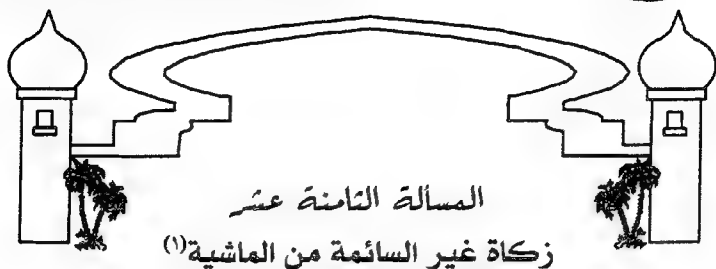 المسألة الثامنة عشر
زكاة غير السائمة من الماشية(١)